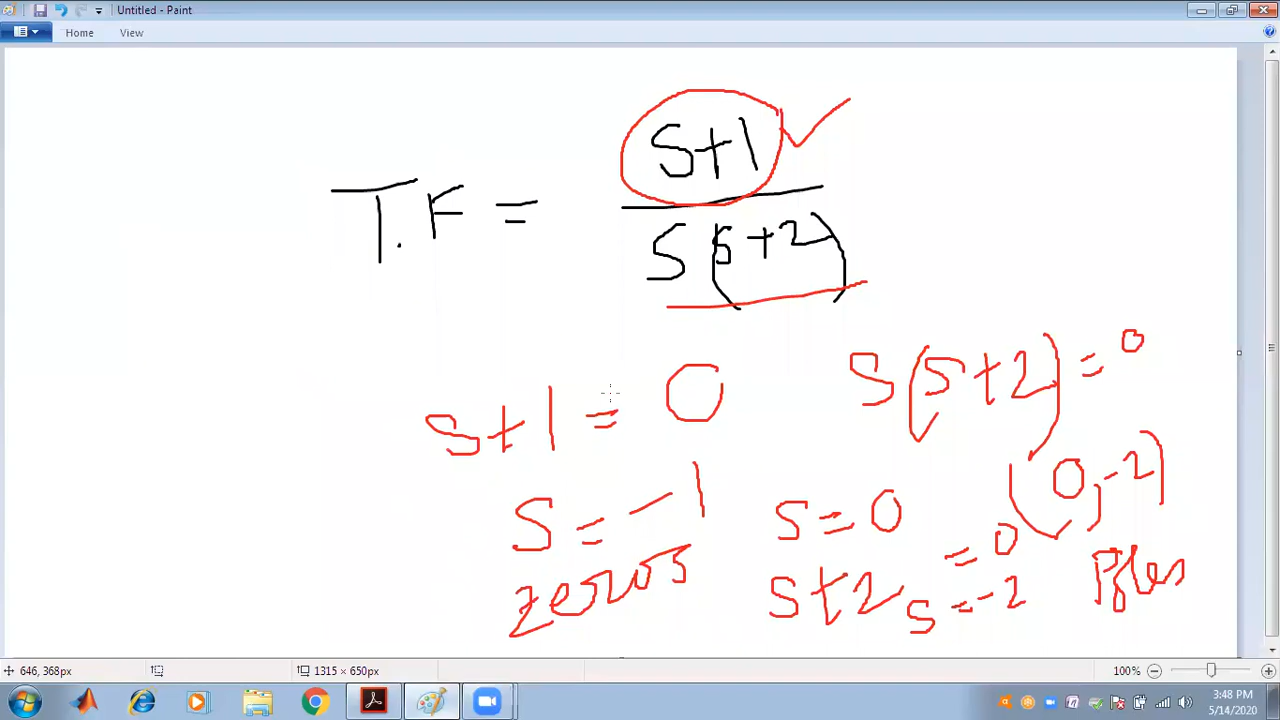 Untitled - Paint
Home View
S+1
T.F =
S(s+2)
s+1 = 0
S(s+2) = 0
S = -1
(0, -2)
zeros
Poles
s = 0
s+2 = 0
s = -2
646, 368px
1315 × 650px
100%
3:48 PM
5/14/2020